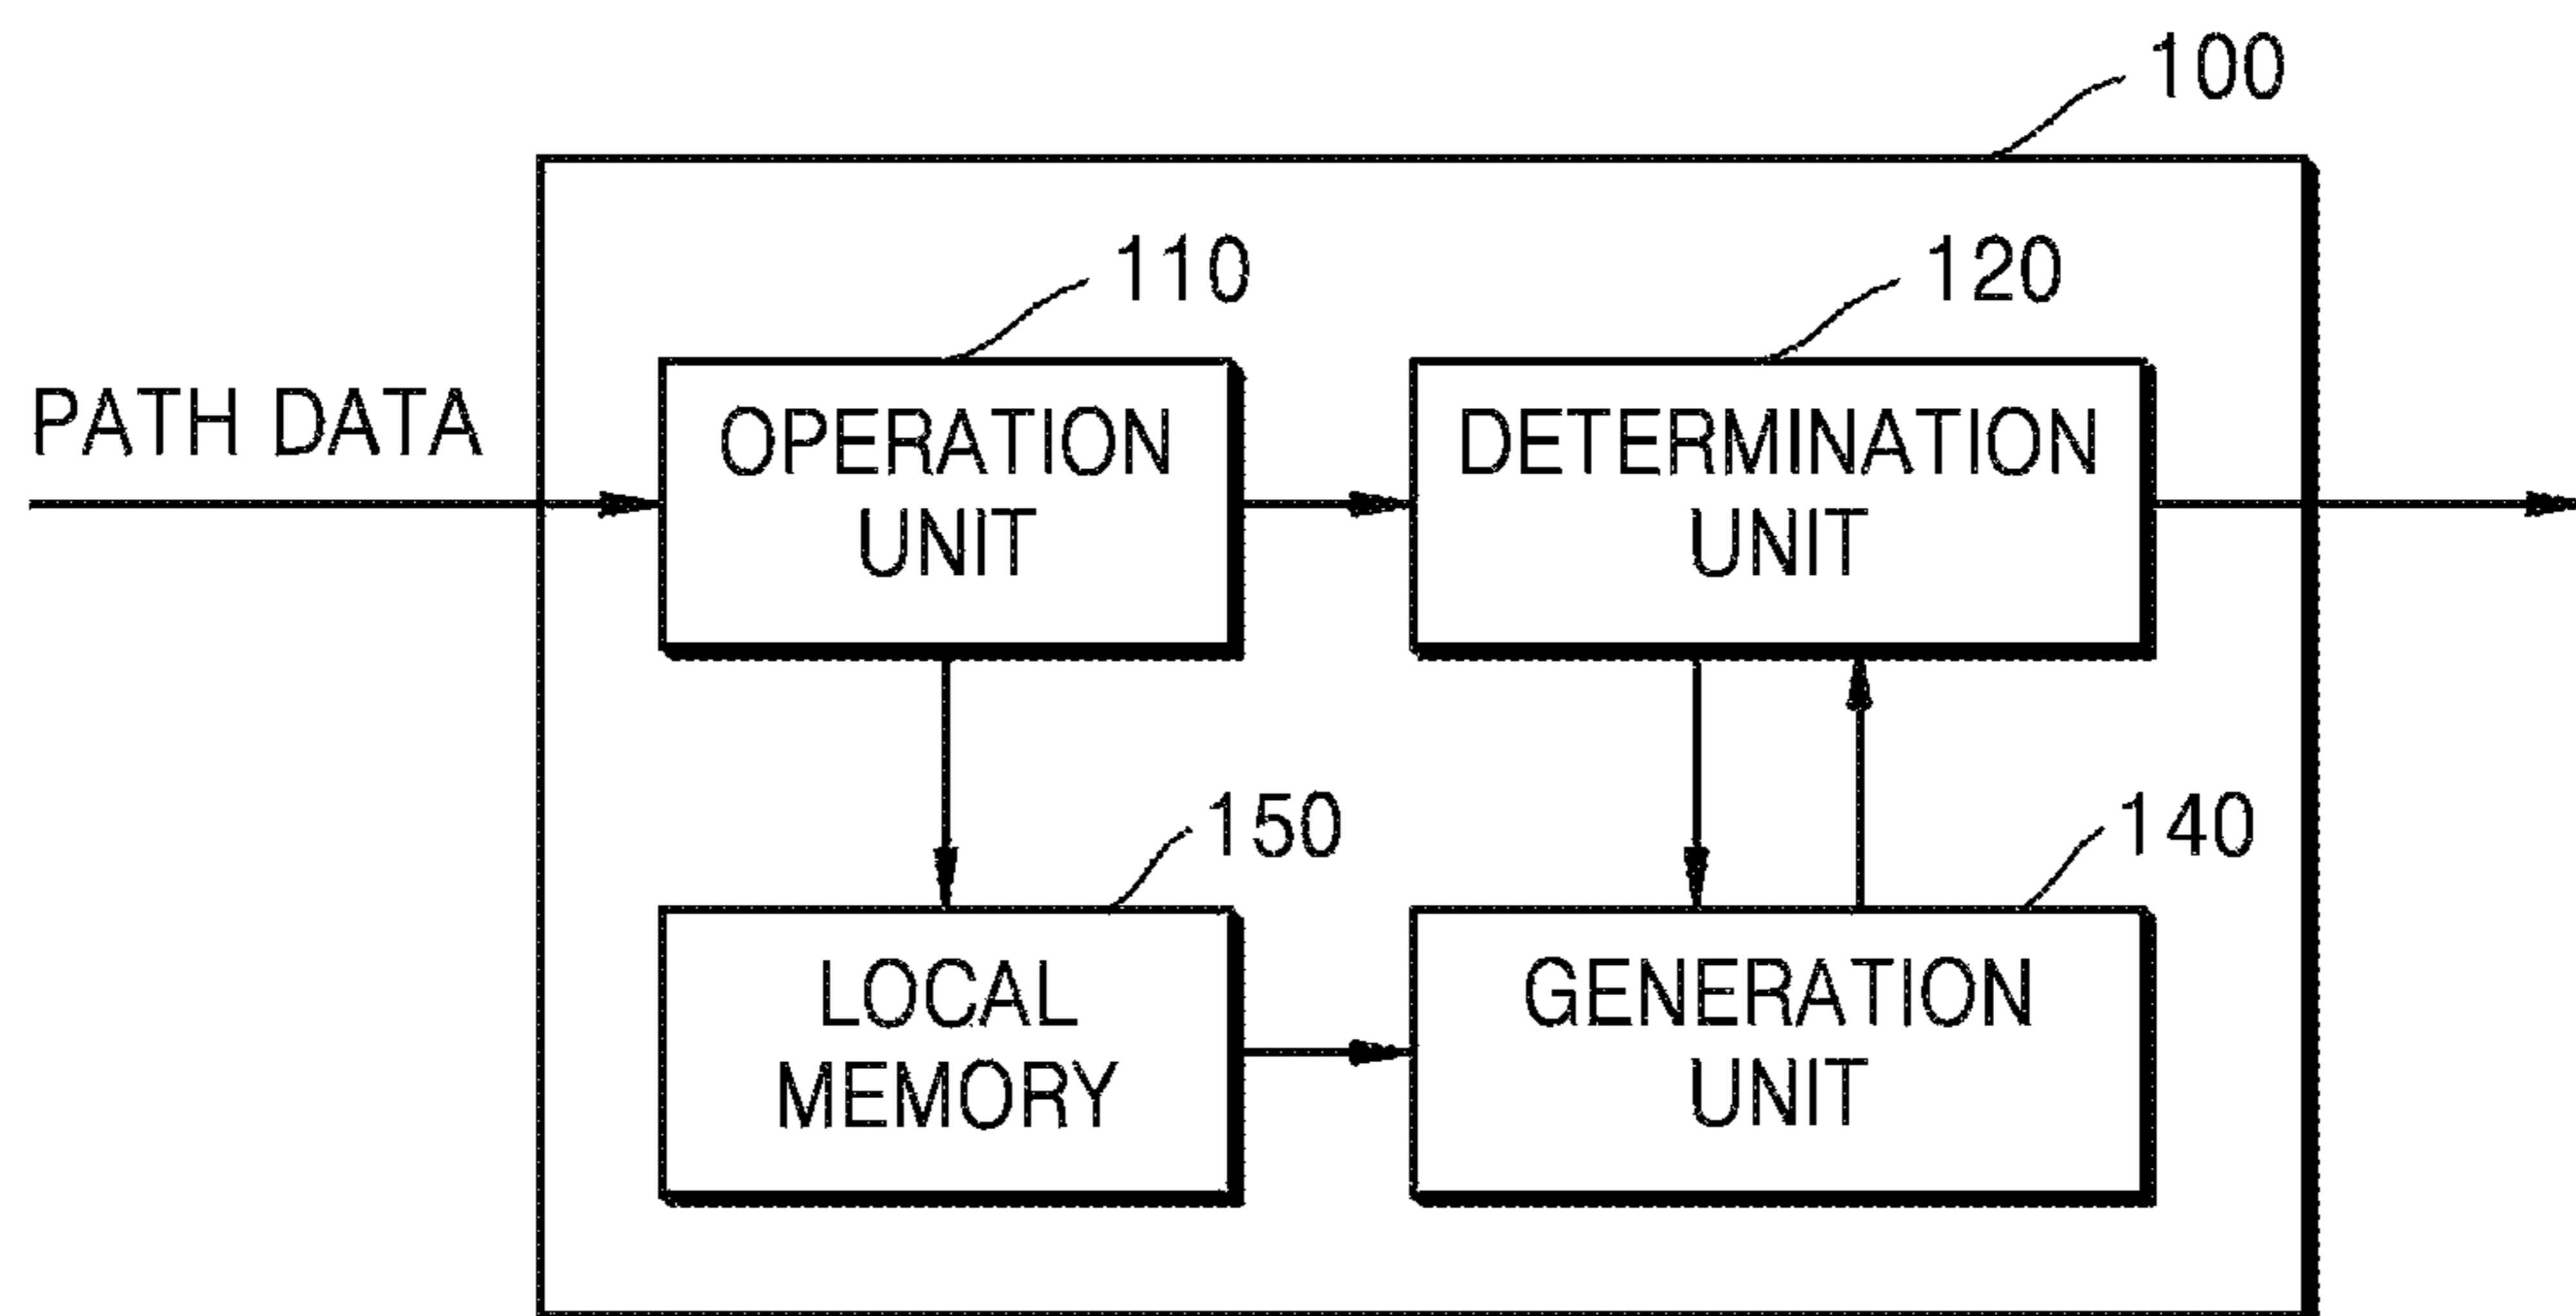 100
110
120
PATH DATA
OPERATION
UNIT
DETERMINATION
UNIT
150
140
LOCAL
MEMORY
GENERATION
UNIT